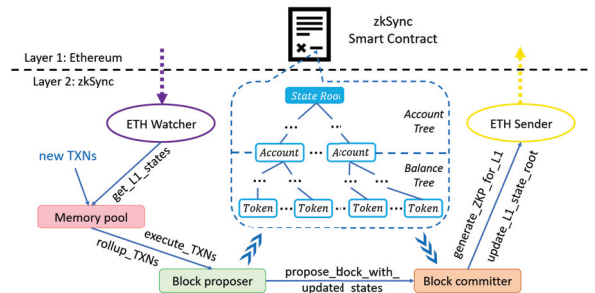 zkSync
Smart Contract
Layer 1: Ethereum
Layer 2: zkSync
State Root
Account
Tree
ETH Watcher
ETH Sender
new TXNs
get_L1_states
... ...
Account ... Account
Balance
Tree
... ...
Token ... Token ... Token ... Token
Memory pool
rollup_TXNs
execute_TXNs
generate_ZKP_for_L1
update_L1_state_root
Block proposer
propose_block_with_
updated_states
Block committer